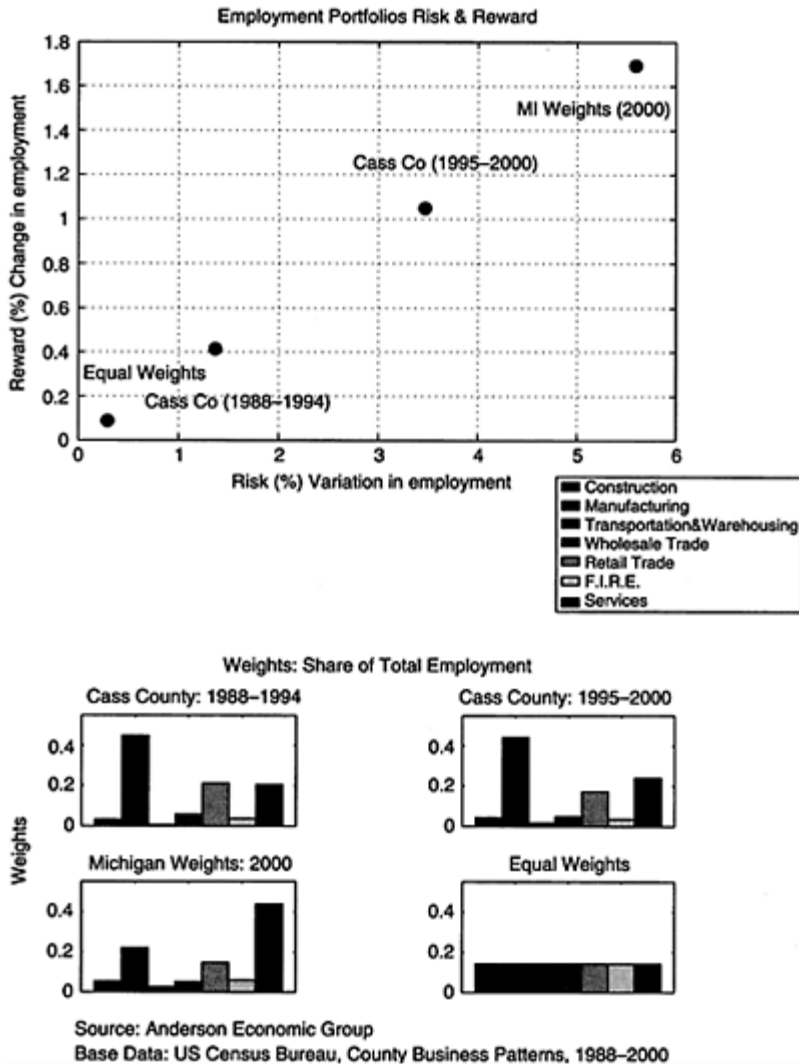 Employment Portfolios Risk & Reward
1.8
1.6
1.4
1.2
1
0.8
0.6
0.4
0.2
0
Reward (%) Change in employment
MI Weights (2000)
Cass Co (1995–2000)
Equal Weights
Cass Co (1988–1994)
0 1 2 3 4 5 6
Risk (%) Variation in employment
Construction
Manufacturing
Transportation&Warehousing
Wholesale Trade
Retail Trade
F.I.R.E.
Services
Weights: Share of Total Employment
Cass County: 1988–1994
0.4
0.2
0
Cass County: 1995–2000
0.4
0.2
0
Weights
Michigan Weights: 2000
0.4
0.2
0
Equal Weights
0.4
0.2
0
Source: Anderson Economic Group
Base Data: US Census Bureau, County Business Patterns, 1988–2000